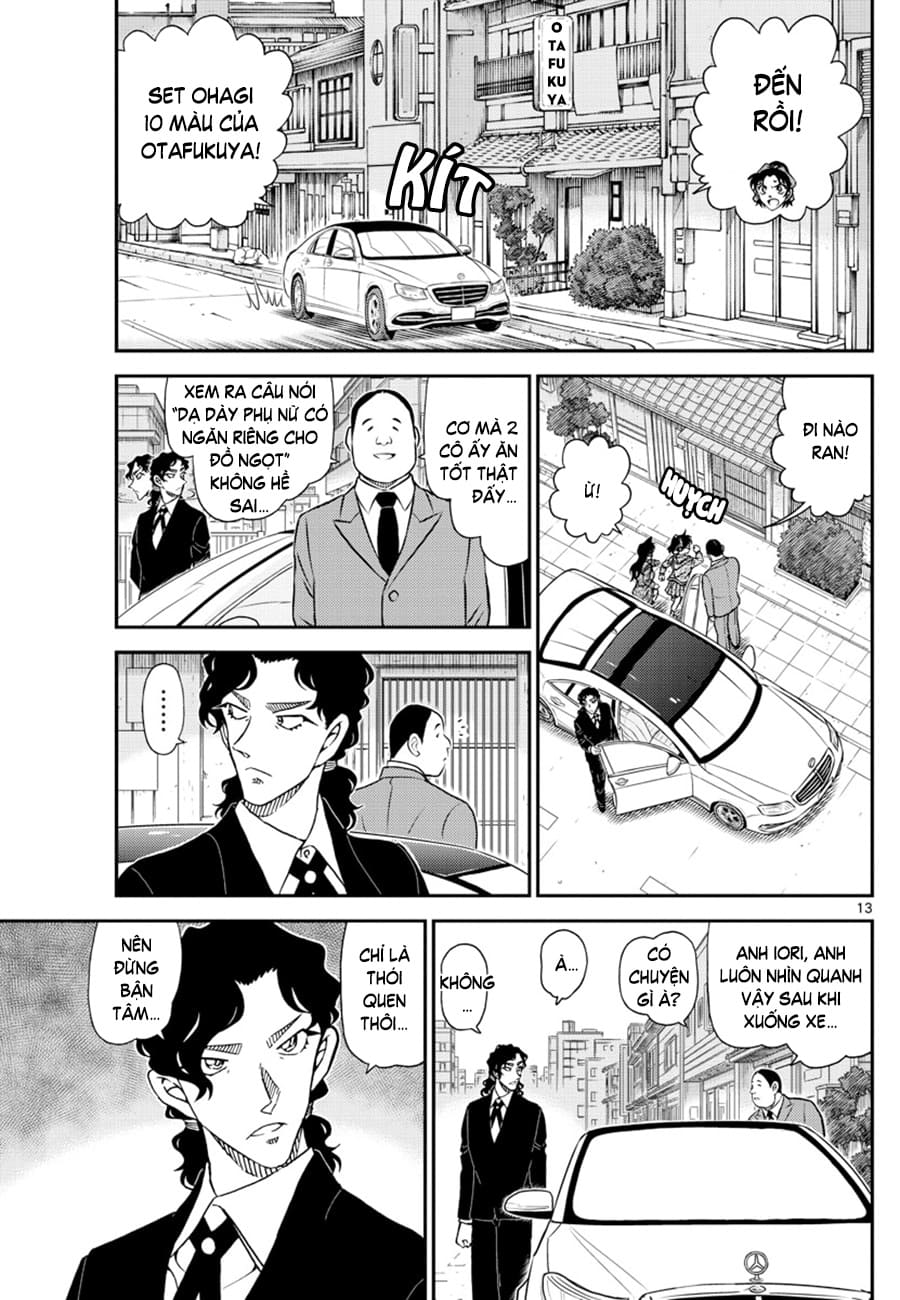 ĐẾN
RỒI!
O
T
A
F
U
K
U
Y
A
SET OHAGI
10 MÀU CỦA
OTAFUKUYA!
KÍT
ĐI NÀO
RAN!
HUỴCH
Ừ!
CƠ MÀ 2
CÔ ẤY ĂN
TỐT THẬT
ĐẤY...
XEM RA CÂU NÓI
"DẠ DÀY PHỤ NỮ CÓ
NGĂN RIÊNG CHO
ĐỒ NGỌT"
KHÔNG HỀ
SAI...
......
13
ANH IORI, ANH
LUÔN NHÌN QUANH
VẬY SAU KHI
XUỐNG XE...
CÓ
CHUYỆN
GÌ À?
À...
KHÔNG
...
CHỈ LÀ
THÓI
QUEN
THÔI...
NÊN
ĐỪNG
BẬN
TÂM...